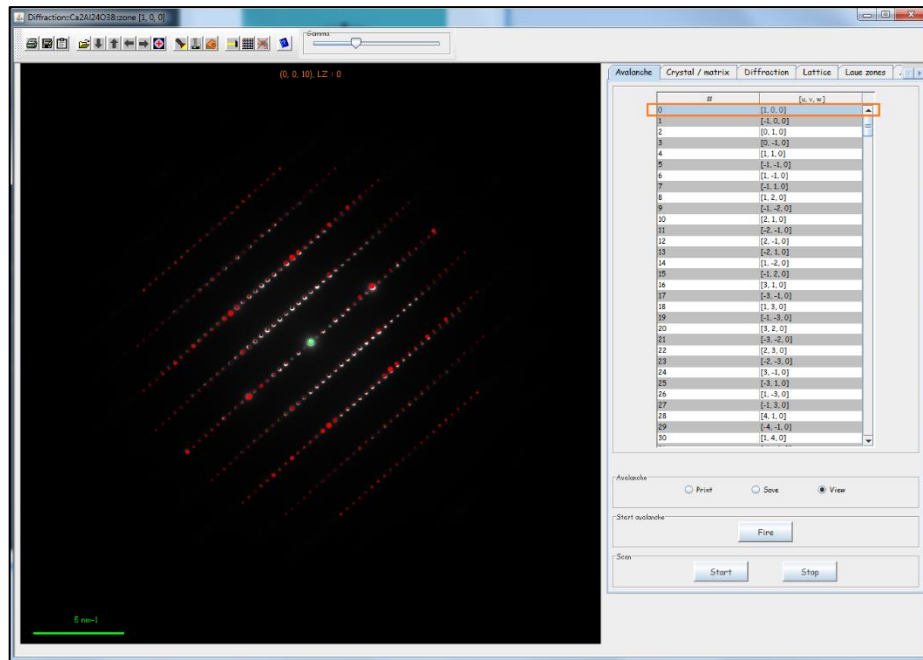 Diffraction::Ca2Al24O38::zone [1, 0, 0]
Gamma
(0, 0, 10), LZ : 0
Avalanche Crystal / matrix Diffraction Lattice Laue zones
# [u, v, w]
0 [1, 0, 0]
1 [-1, 0, 0]
2 [0, 1, 0]
3 [0, -1, 0]
4 [1, 1, 0]
5 [-1, -1, 0]
6 [1, -1, 0]
7 [-1, 1, 0]
8 [1, 2, 0]
9 [-1, -2, 0]
10 [2, 1, 0]
11 [-2, -1, 0]
12 [2, -1, 0]
13 [-2, 1, 0]
14 [1, -2, 0]
15 [-1, 2, 0]
16 [3, 1, 0]
17 [-3, -1, 0]
18 [1, 3, 0]
19 [-1, -3, 0]
20 [3, 2, 0]
21 [-3, -2, 0]
22 [2, 3, 0]
23 [-2, -3, 0]
24 [3, -1, 0]
25 [-3, 1, 0]
26 [1, -3, 0]
27 [-1, 3, 0]
28 [4, 1, 0]
29 [-4, -1, 0]
30 [1, 4, 0]
Avalanche
Print Save View
Start avalanche
Fire
Scan
Start Stop
5 nm-1